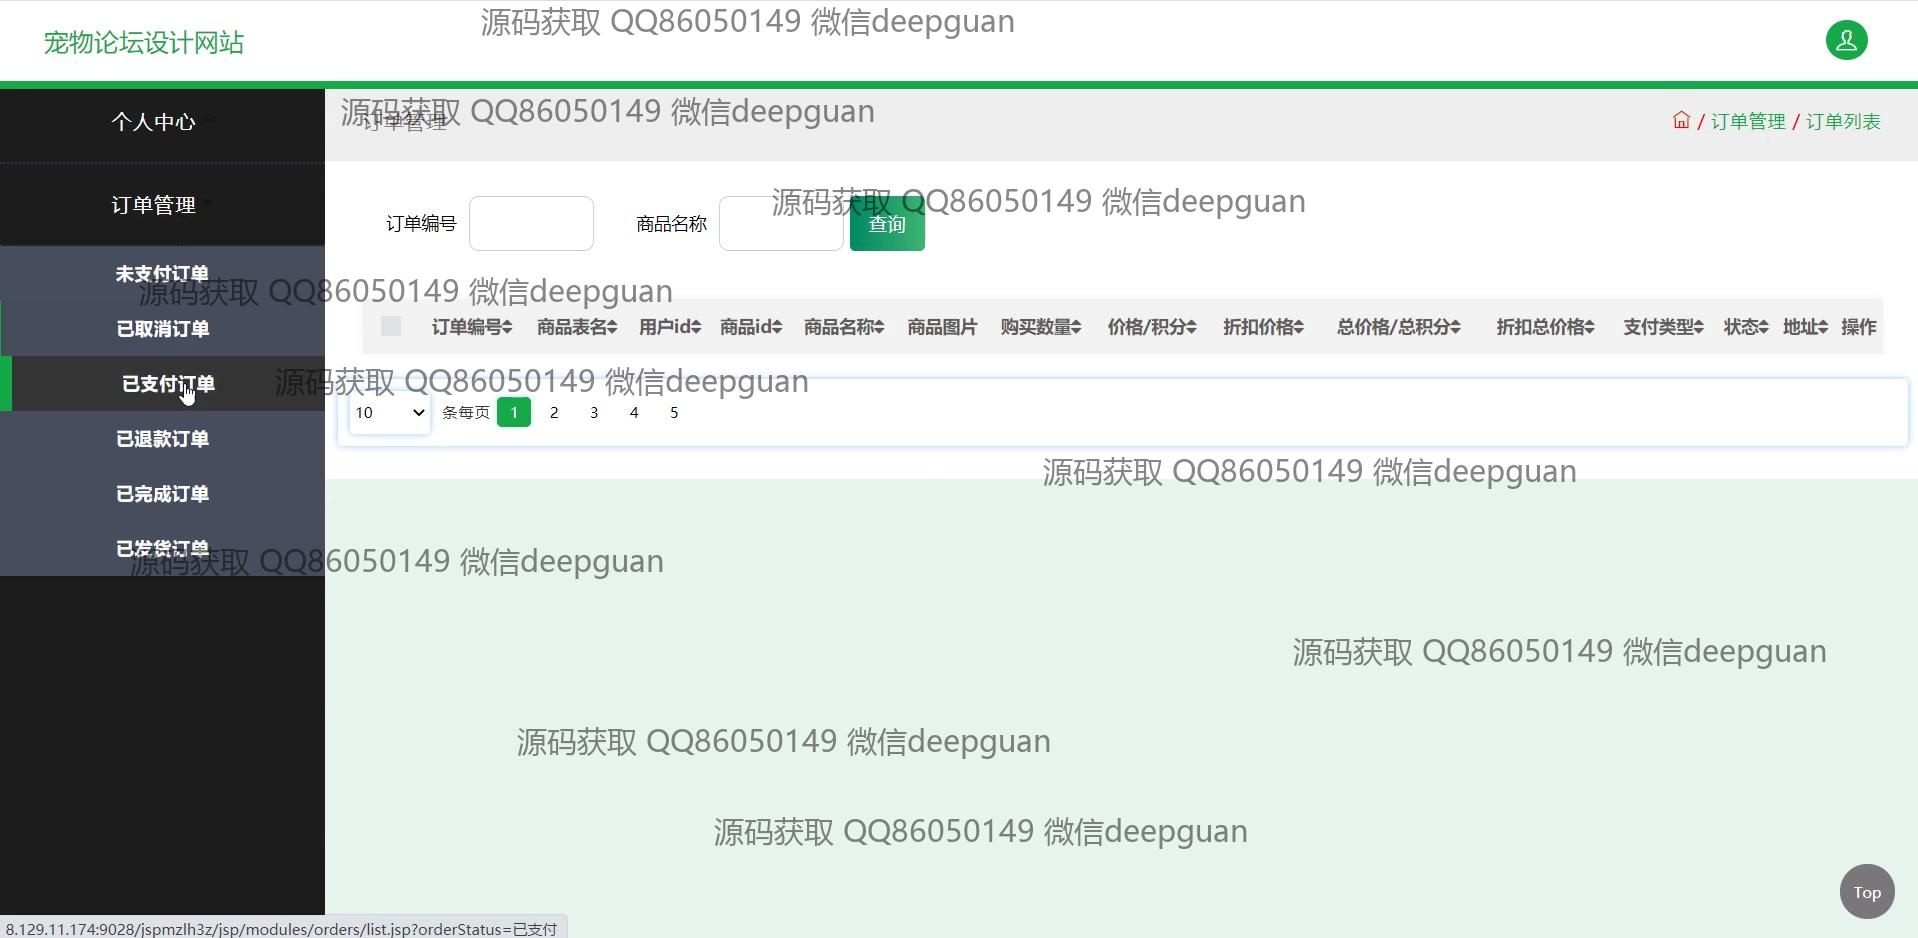 源码获取 QQ86050149 微信deepguan
宠物论坛设计网站
源码获取 QQ86050149 微信deepguan
个人中心
订单管理
/ 订单管理 / 订单列表
订单管理
源码获取 QQ86050149 微信deepguan
订单编号
商品名称
查询
未支付订单
源码获取 QQ86050149 微信deepguan
已取消订单
订单编号 商品表名 用户id 商品id 商品名称 商品图片 购买数量 价格/积分 折扣价格 总价格/总积分 折扣总价格 支付类型 状态 地址 操作
已支付订单
源码获取 QQ86050149 微信deepguan
10 条每页 1 2 3 4 5
已退款订单
源码获取 QQ86050149 微信deepguan
已完成订单
已发货订单
源码获取 QQ86050149 微信deepguan
源码获取 QQ86050149 微信deepguan
源码获取 QQ86050149 微信deepguan
源码获取 QQ86050149 微信deepguan
Top
8.129.11.174:9028/jspmzlh3z/jsp/modules/orders/list.jsp?orderStatus=已支付